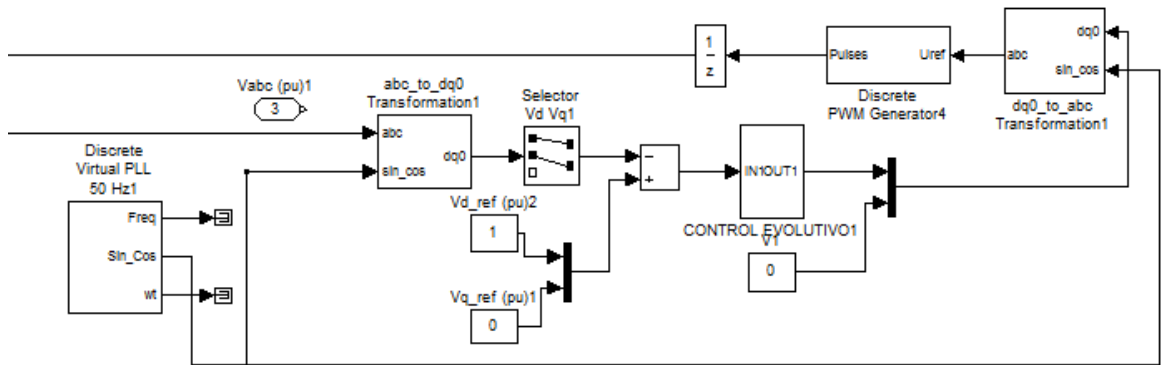 1
z
Pulses
Uref
Discrete
PWM Generator4
dq0
abc
sin_cos
dq0_to_abc
Transformation1
Vabc (pu)1
3
abc_to_dq0
Transformation1
abc
dq0
sin_cos
Selector
Vd Vq1
−
+
IN1OUT1
CONTROL EVOLUTIVO1
V1
0
Discrete
Virtual PLL
50 Hz1
Freq
Sin_Cos
wt
Vd_ref (pu)2
1
Vq_ref (pu)1
0